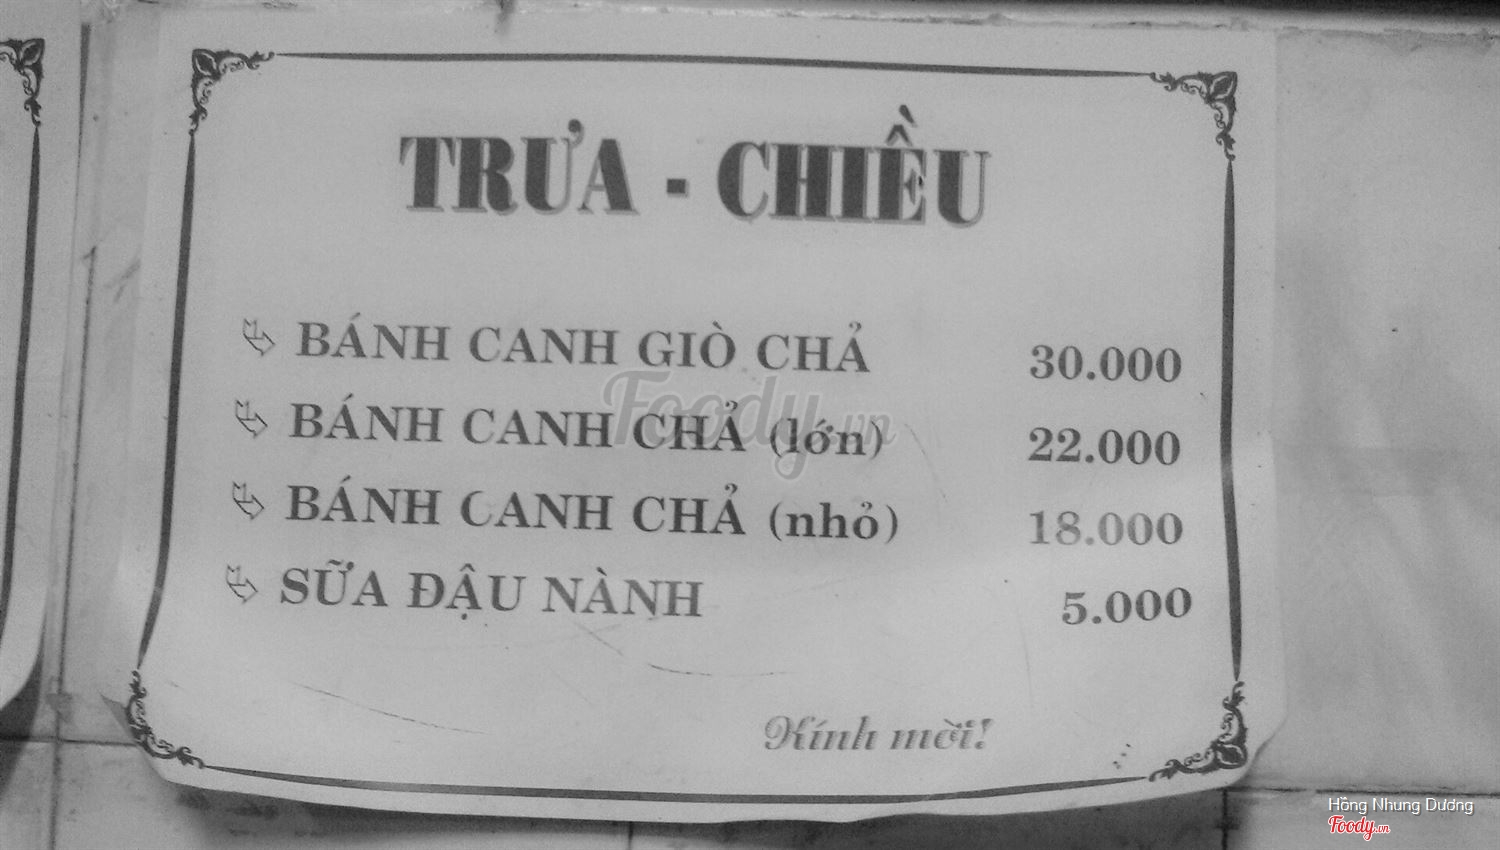 TRƯA - CHIỀU
BÁNH CANH GIÒ CHẢ 30.000
BÁNH CANH CHẢ (lớn) 22.000
BÁNH CANH CHẢ (nhỏ) 18.000
SỮA ĐẬU NÀNH 5.000
Kính mời!
Foody.vn
Hồng Nhung Dương
Foody.vn